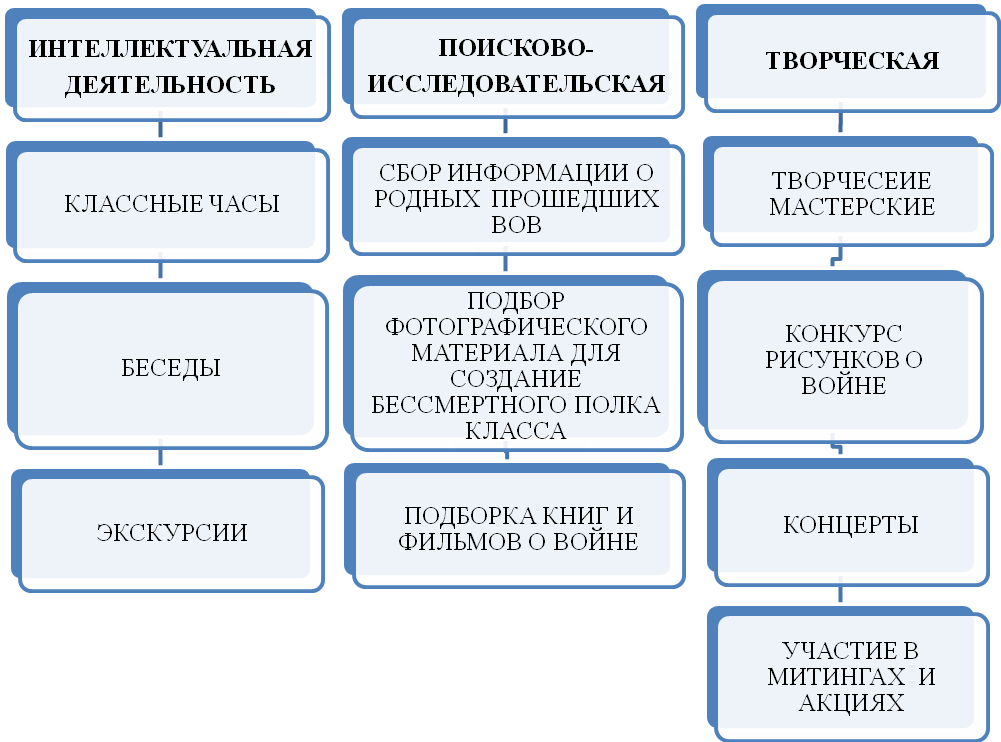 ИНТЕЛЛЕКТУАЛЬНАЯ
ДЕЯТЕЛЬНОСТЬ
КЛАССНЫЕ ЧАСЫ
БЕСЕДЫ
ЭКСКУРСИИ
ПОИСКОВО-
ИССЛЕДОВАТЕЛЬСКАЯ
СБОР ИНФОРМАЦИИ О
РОДНЫХ ПРОШЕДШИХ
ВОВ
ПОДБОР
ФОТОГРАФИЧЕСКОГО
МАТЕРИАЛА ДЛЯ
СОЗДАНИЕ
БЕССМЕРТНОГО ПОЛКА
КЛАССА
ПОДБОРКА КНИГ И
ФИЛЬМОВ О ВОЙНЕ
ТВОРЧЕСКАЯ
ТВОРЧЕСЕИЕ
МАСТЕРСКИЕ
КОНКУРС
РИСУНКОВ О
ВОЙНЕ
КОНЦЕРТЫ
УЧАСТИЕ В
МИТИНГАХ И
АКЦИЯХ